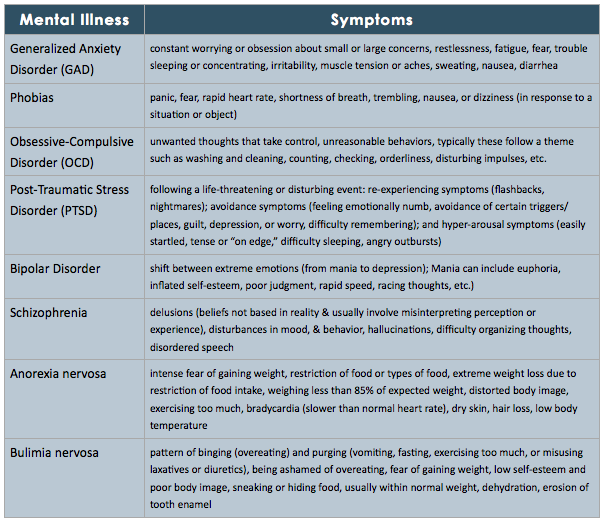 Mental Illness Symptoms
Generalized Anxiety constant worrying or obsession about small or large concerns, restlessness, fatigue, fear, trouble
Disorder (GAD) sleeping or concentrating, irritability, muscle tension or aches, sweating, nausea, diarrhea
Phobias panic, fear, rapid heart rate, shortness of breath, trembling, nausea, or dizziness (in response to a
situation or object)
Obsessive-Compulsive unwanted thoughts that take control, unreasonable behaviors, typically these follow a theme
Disorder (OCD) such as washing and cleaning, counting, checking, orderliness, disturbing impulses, etc.
Post-Traumatic Stress following a life-threatening or disturbing event: re-experiencing symptoms (flashbacks,
Disorder (PTSD) nightmares); avoidance symptoms (feeling emotionally numb, avoidance of certain triggers/
places, guilt, depression, or worry, difficulty remembering); and hyper-arousal symptoms (easily
startled, tense or “on edge,” difficulty sleeping, angry outbursts)
Bipolar Disorder shift between extreme emotions (from mania to depression); Mania can include euphoria,
inflated self-esteem, poor judgment, rapid speed, racing thoughts, etc.)
Schizophrenia delusions (beliefs not based in reality & usually involve misinterpreting perception or
experience), disturbances in mood, & behavior, hallucinations, difficulty organizing thoughts,
disordered speech
Anorexia nervosa intense fear of gaining weight, restriction of food or types of food, extreme weight loss due to
restriction of food intake, weighing less than 85% of expected weight, distorted body image,
exercising too much, bradycardia (slower than normal heart rate), dry skin, hair loss, low body
temperature
Bulimia nervosa pattern of binging (overeating) and purging (vomiting, fasting, exercising too much, or misusing
laxatives or diuretics), being ashamed of overeating, fear of gaining weight, low self-esteem and
poor body image, sneaking or hiding food, usually within normal weight, dehydration, erosion of
tooth enamel